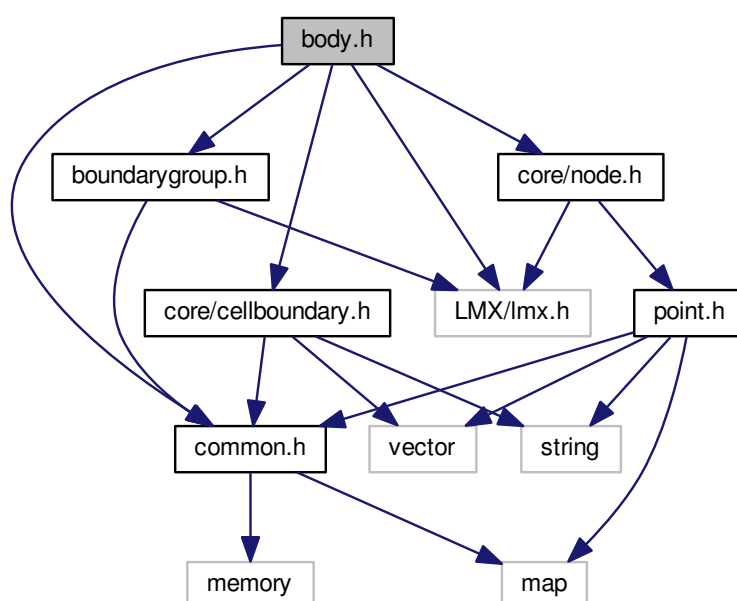 body.h
boundarygroup.h
core/node.h
core/cellboundary.h
LMX/lmx.h
point.h
common.h
vector
string
memory
map